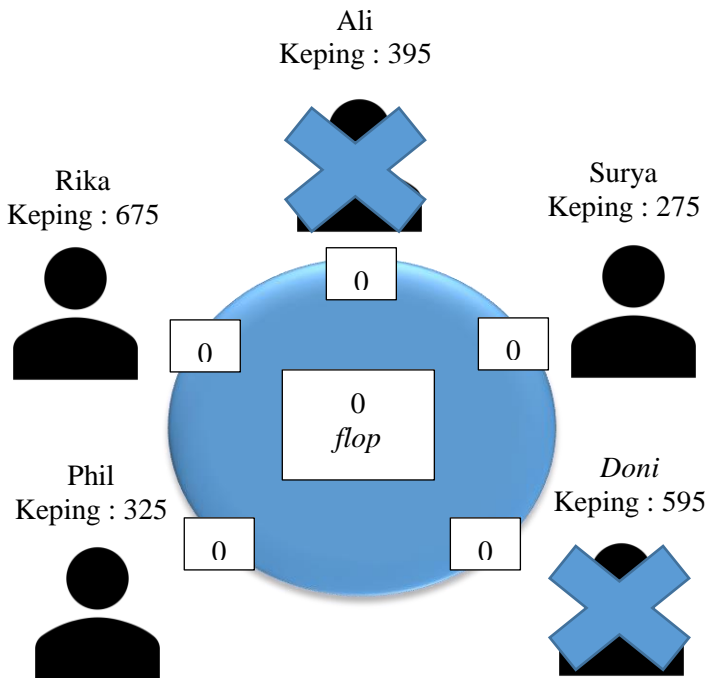 Ali
Keping : 395
Rika
Keping : 675
Surya
Keping : 275
0
0
0
0
flop
Phil
Keping : 325
Doni
Keping : 595
0
0